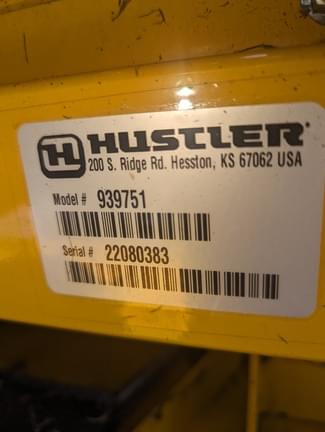 H HUSTLER®
200 S. Ridge Rd. Hesston, KS 67062 USA
Model # 939751
Serial # 22080383